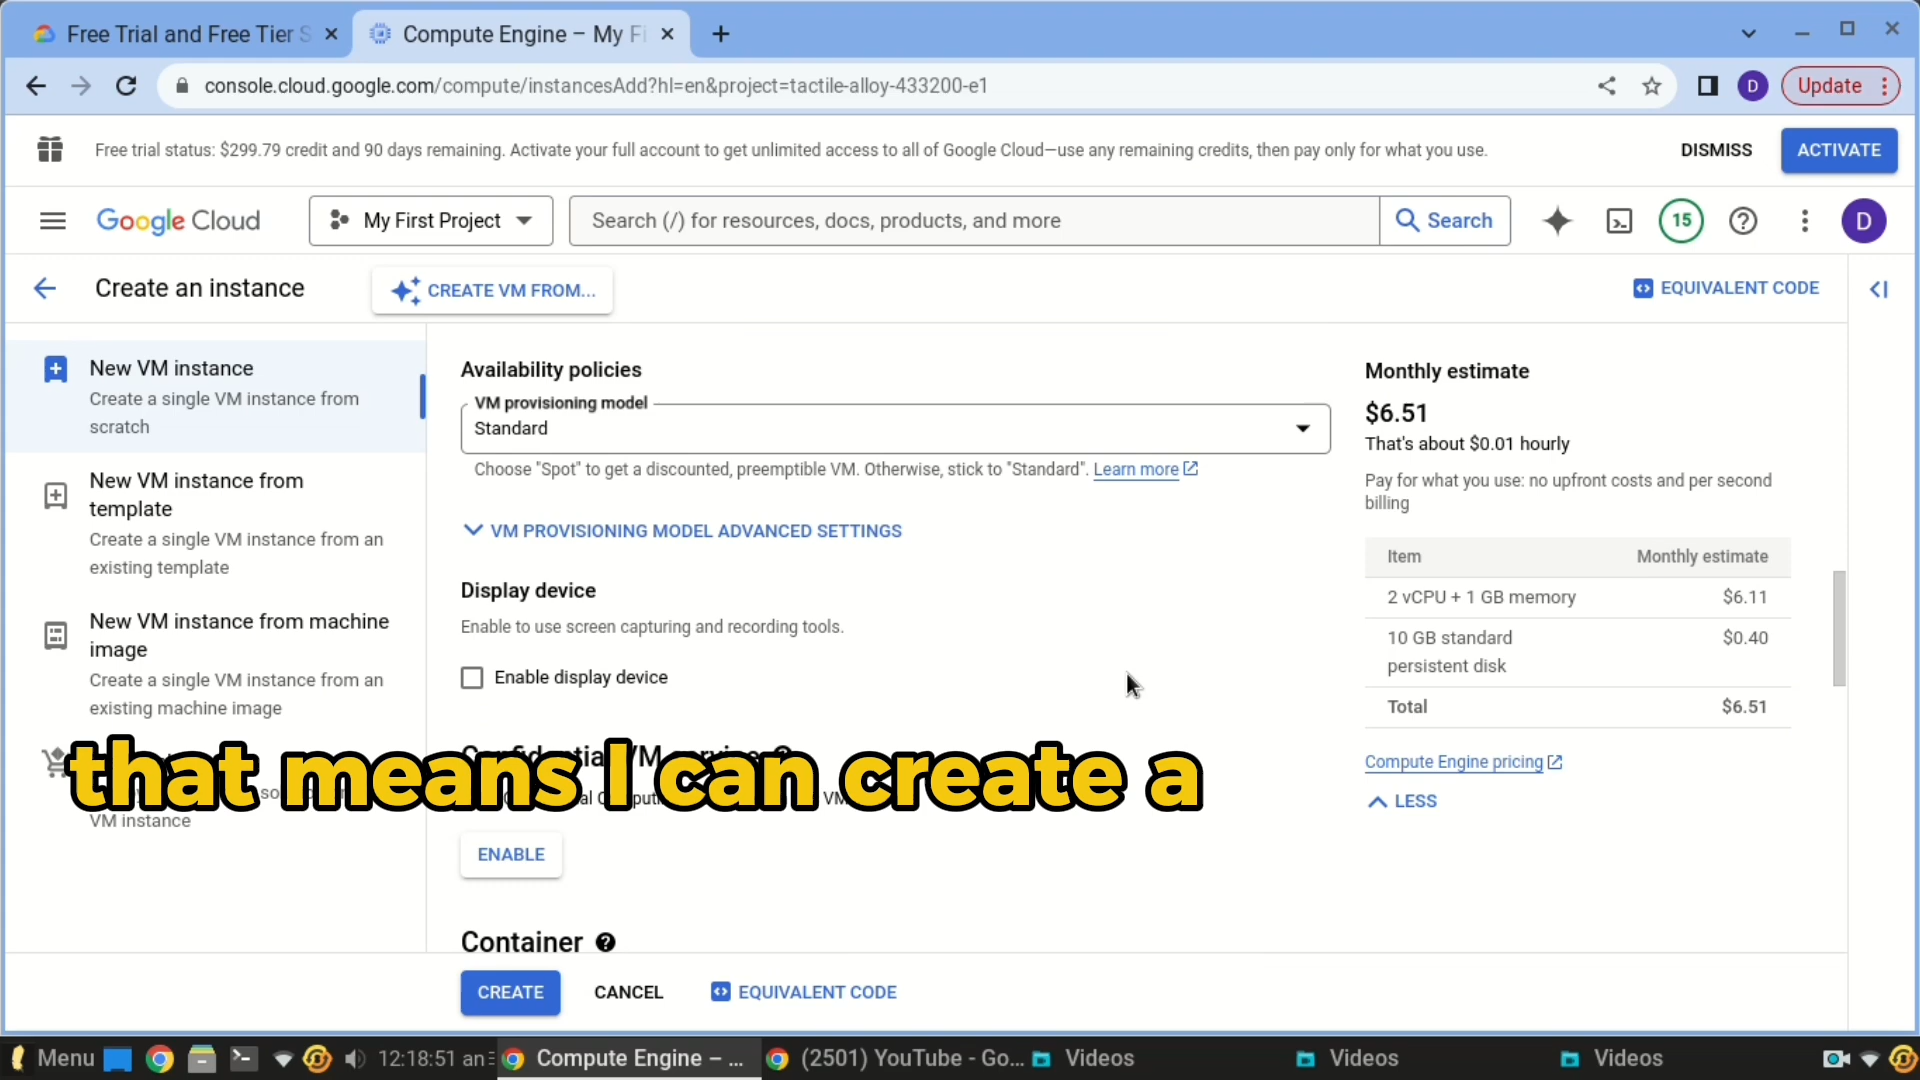 Free Trial and Free Tier S
Compute Engine – My Fi
console.cloud.google.com/compute/instancesAdd?hl=en&project=tactile-alloy-433200-e1
D
Update
Free trial status: $299.79 credit and 90 days remaining. Activate your full account to get unlimited access to all of Google Cloud—use any remaining credits, then pay only for what you use.
DISMISS
ACTIVATE
Google Cloud
My First Project
Search (/) for resources, docs, products, and more
Search
15
D
Create an instance
CREATE VM FROM...
EQUIVALENT CODE
New VM instance
Create a single VM instance from
scratch
New VM instance from
template
Create a single VM instance from an
existing template
New VM instance from machine
image
Create a single VM instance from an
existing machine image
VM instance
Availability policies
VM provisioning model
Standard
Choose "Spot" to get a discounted, preemptible VM. Otherwise, stick to "Standard". Learn more
VM PROVISIONING MODEL ADVANCED SETTINGS
Display device
Enable to use screen capturing and recording tools.
Enable display device
that means I can create a
ENABLE
Container
Monthly estimate
$6.51
That's about $0.01 hourly
Pay for what you use: no upfront costs and per second
billing
Item Monthly estimate
2 vCPU + 1 GB memory $6.11
10 GB standard $0.40
persistent disk
Total $6.51
Compute Engine pricing
LESS
CREATE
CANCEL
EQUIVALENT CODE
Menu
12:18:51 an
Compute Engine – ...
(2501) YouTube - Go...
Videos
Videos
Videos